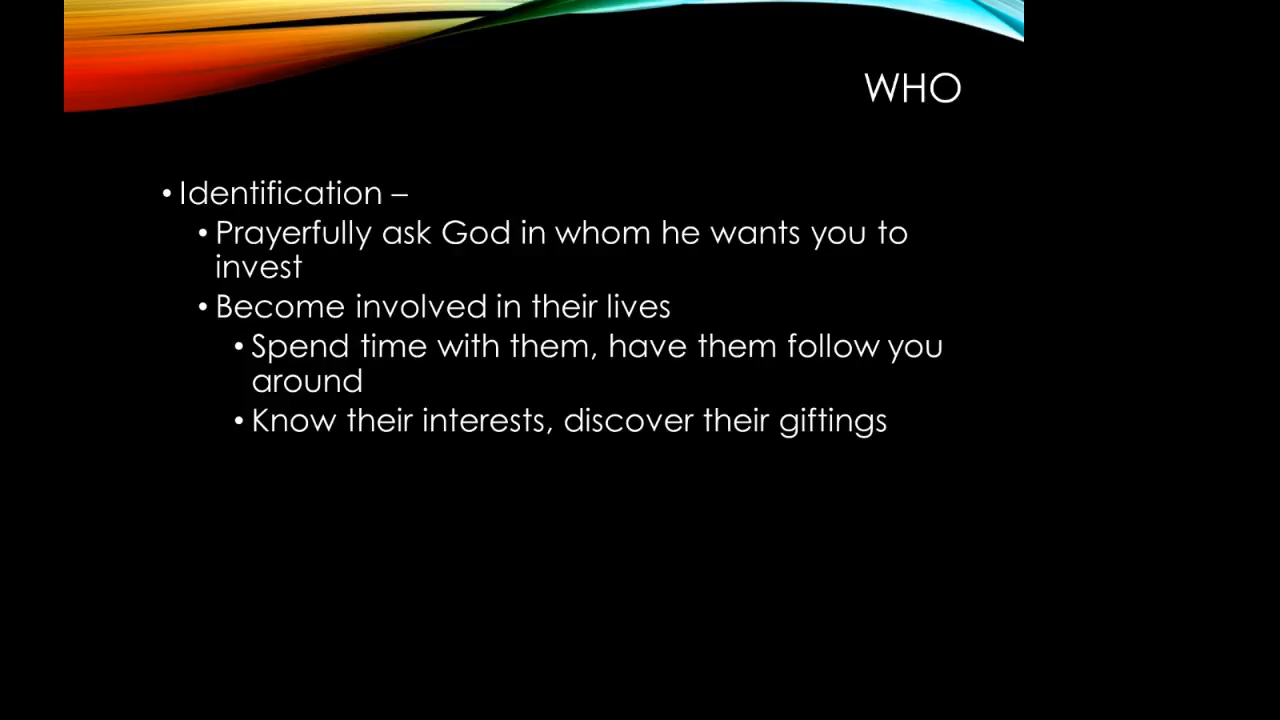 WHO
• Identification –
• Prayerfully ask God in whom he wants you to
invest
• Become involved in their lives
• Spend time with them, have them follow you
around
• Know their interests, discover their giftings